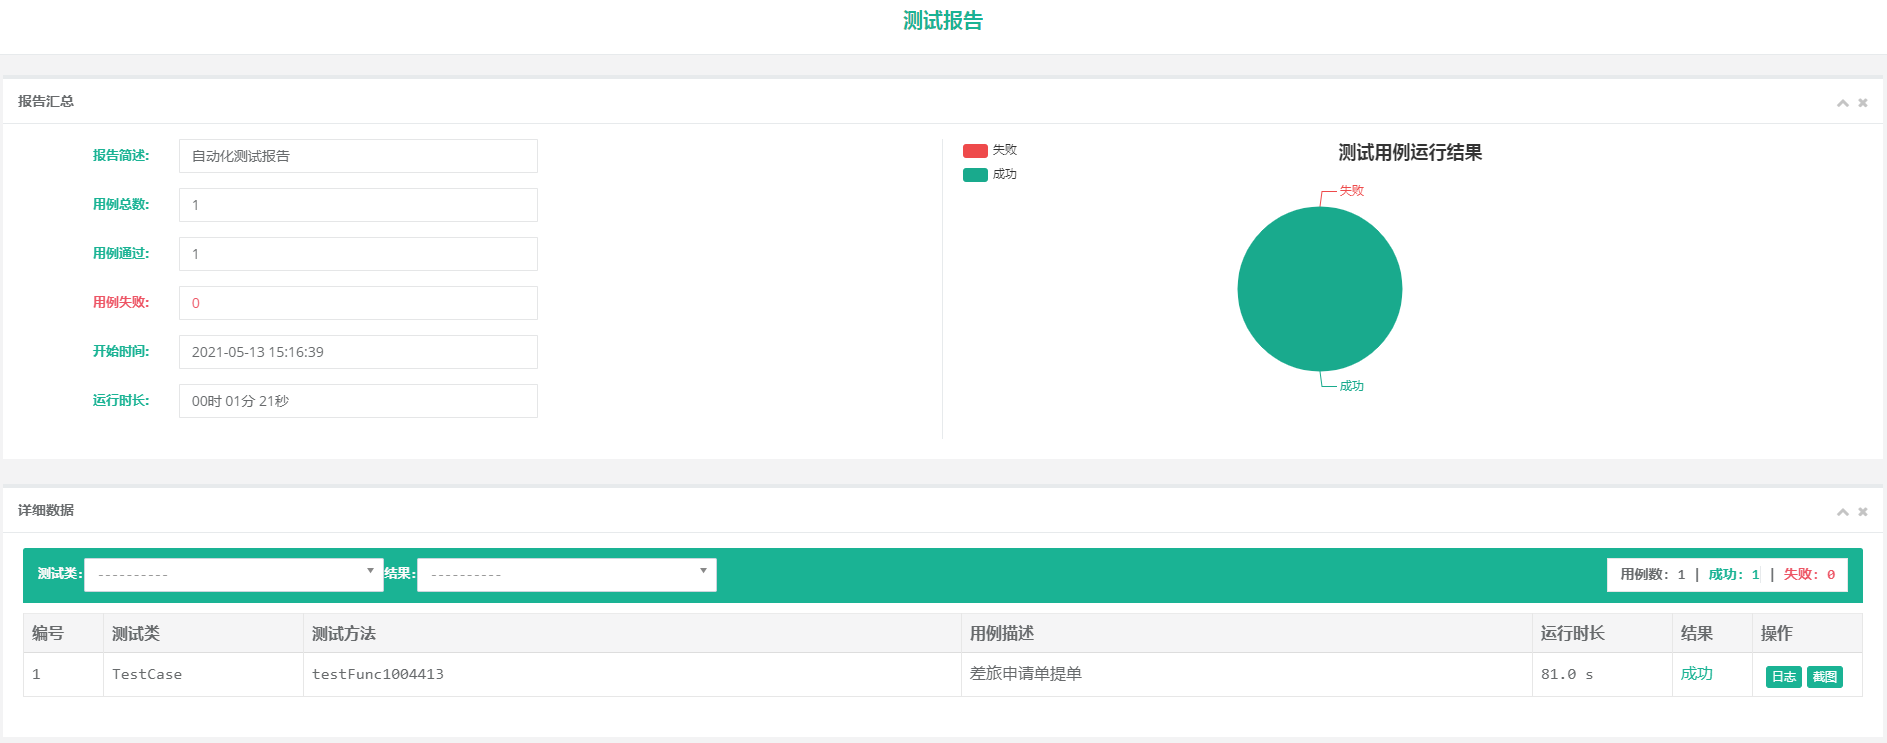 测试报告
报告汇总
报告简述: 自动化测试报告
用例总数: 1
用例通过: 1
用例失败: 0
开始时间: 2021-05-13 15:16:39
运行时长: 00时 01分 21秒
失败
成功
测试用例运行结果
失败
成功
详细数据
测试类: ---------- 结果: ---------- 用例数: 1 | 成功: 1 | 失败: 0
编号 测试类 测试方法 用例描述 运行时长 结果 操作
1 TestCase testFunc1004413 差旅申请单提单 81.0 s 成功 日志 截图